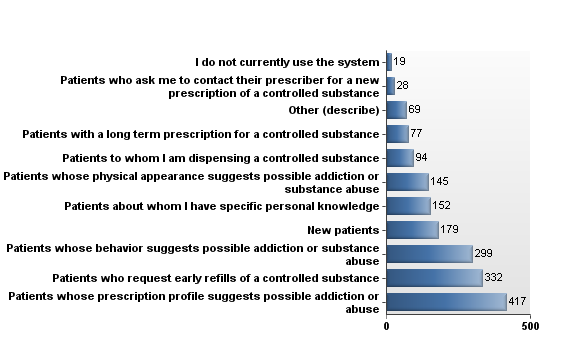 I do not currently use the system
19
Patients who ask me to contact their prescriber for a new
prescription of a controlled substance
28
Other (describe)
69
Patients with a long term prescription for a controlled substance
77
Patients to whom I am dispensing a controlled substance
94
Patients whose physical appearance suggests possible addiction or
substance abuse
145
Patients about whom I have specific personal knowledge
152
New patients
179
Patients whose behavior suggests possible addiction or substance
abuse
299
Patients who request early refills of a controlled substance
332
Patients whose prescription profile suggests possible addiction or
abuse
417
0
500